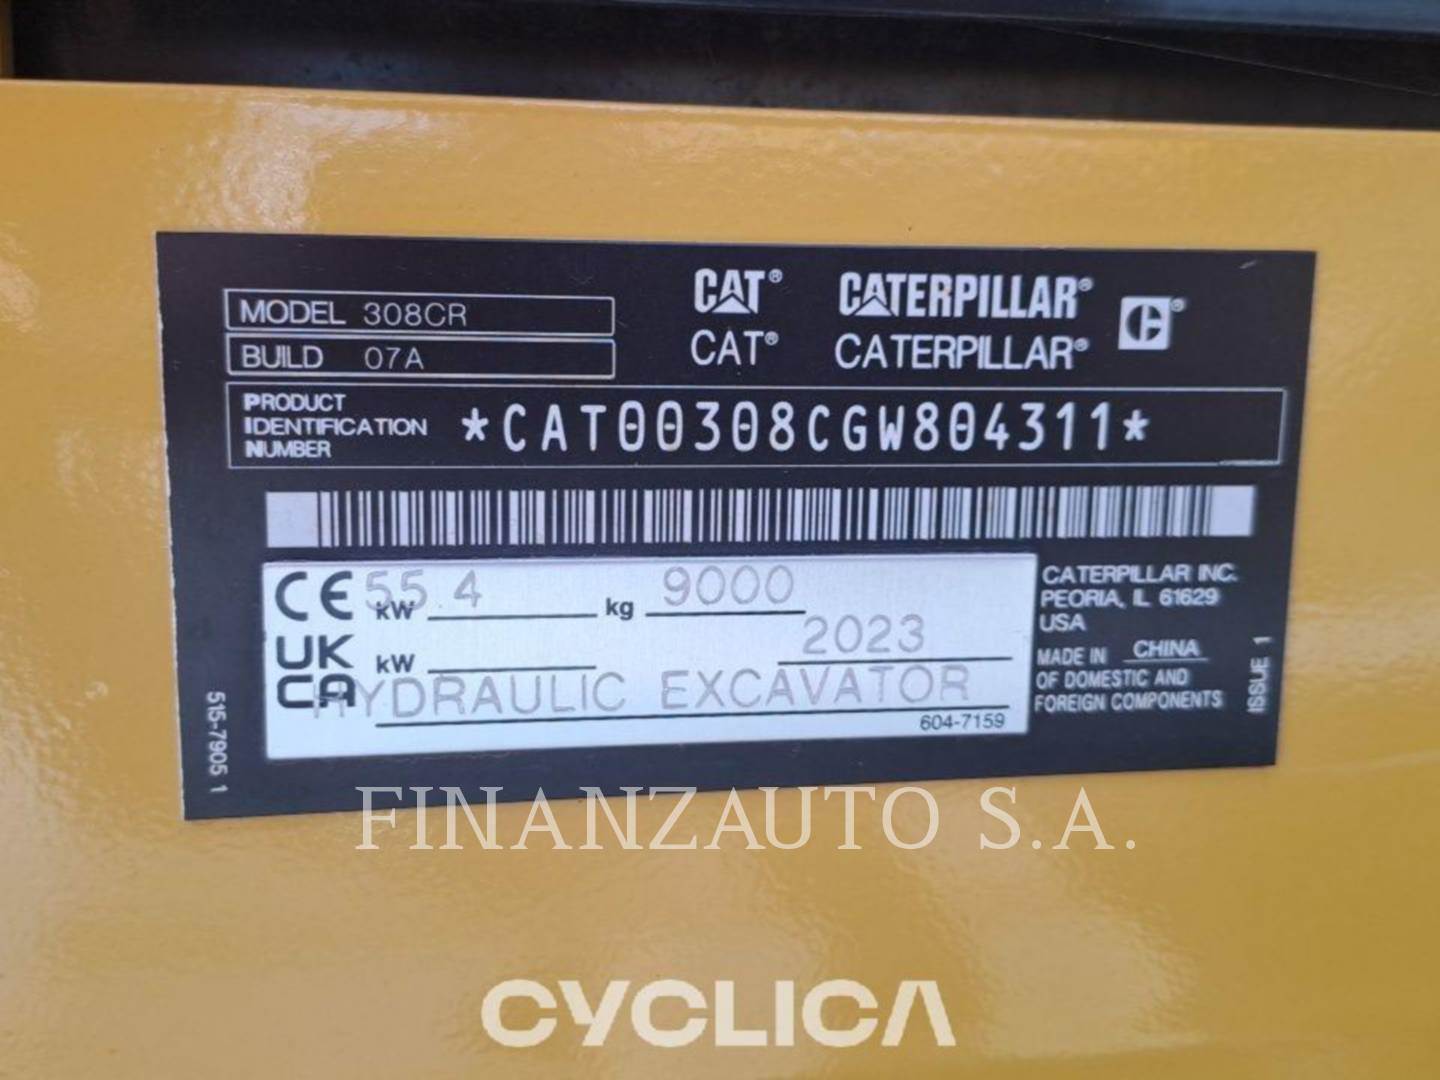 MODEL 308CR
BUILD 07A
CAT® CATERPILLAR® C®
CAT® CATERPILLAR®
PRODUCT
IDENTIFICATION
NUMBER
*CAT00308CGW804311*
CE 55.4 kW kg 9000
UK
CA kW 2023
HYDRAULIC EXCAVATOR
604-7159
CATERPILLAR INC.
PEORIA, IL 61629
USA
MADE IN CHINA
OF DOMESTIC AND
FOREIGN COMPONENTS
ISSUE 1
515-7905 1
FINANZAUTO S.A.
CYCLICA